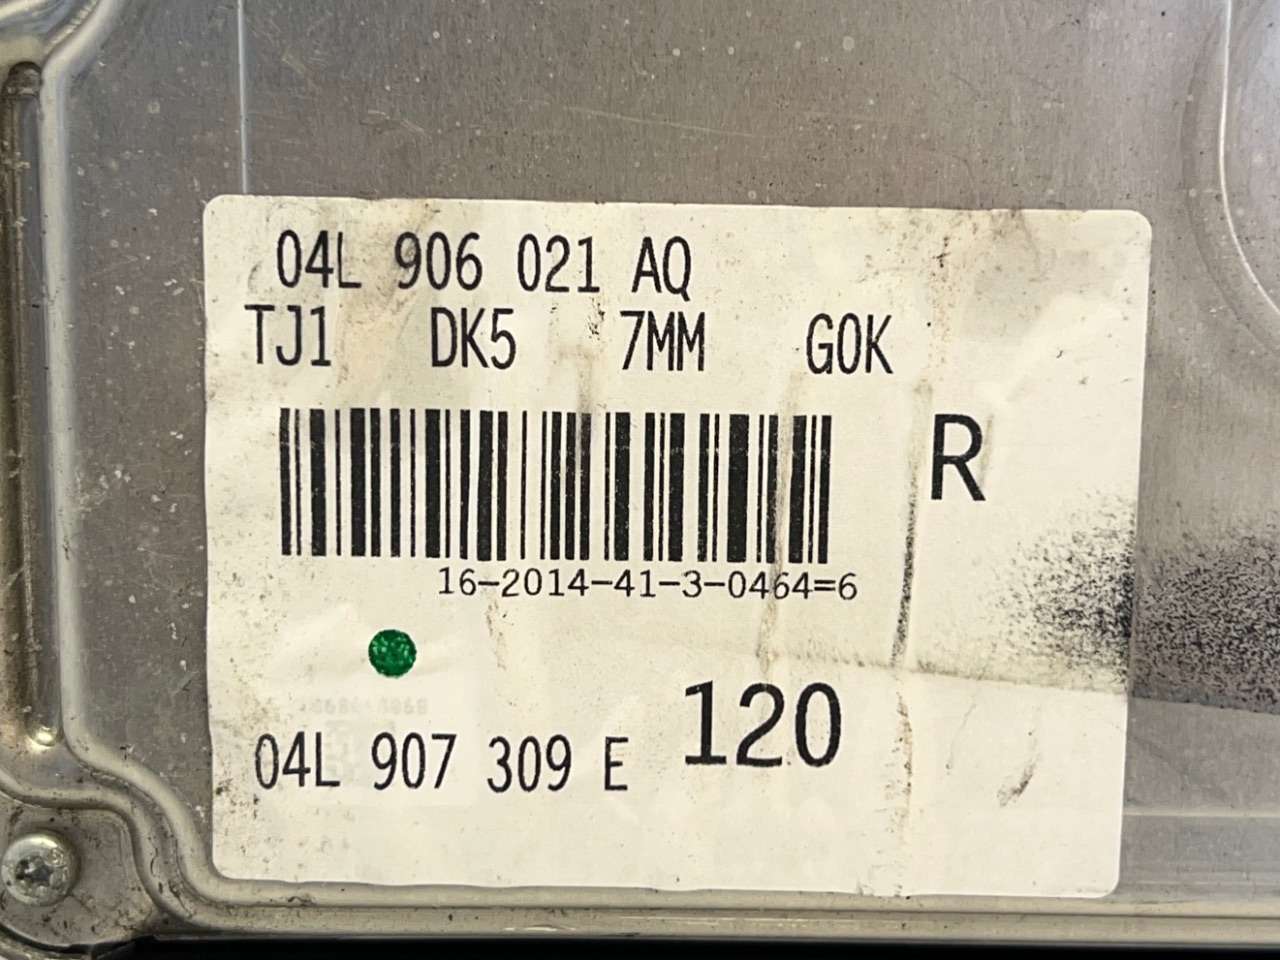 04L 906 021 AQ
TJ1 DK5 7MM G0K
R
16-2014-41-3-0464=6
120
04L 907 309 E